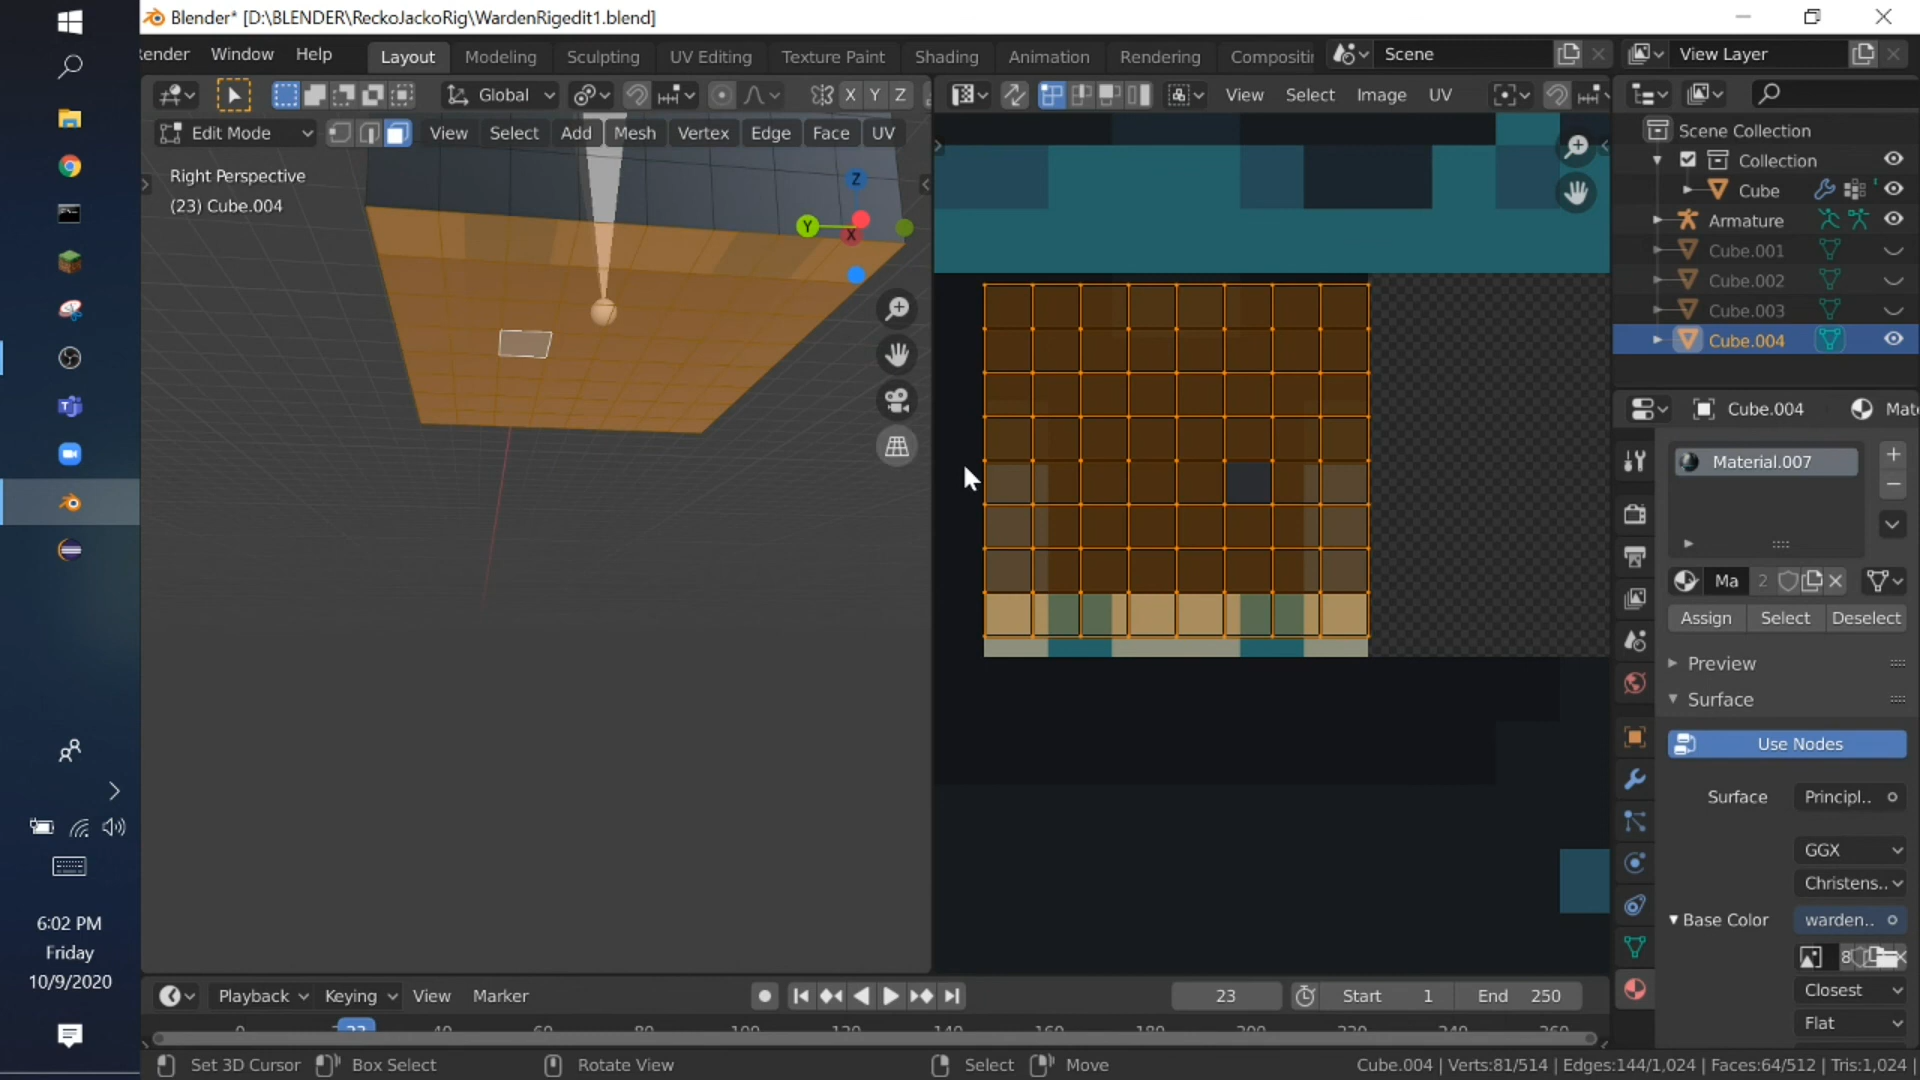 Blender* [D:\BLENDER\ReckoJackoRig\WardenRigedit1.blend]
ender Window Help Layout Modeling Sculpting UV Editing Texture Paint Shading Animation Rendering Compositi Scene View Layer
Global X Y Z View Select Image UV
Edit Mode View Select Add Mesh Vertex Edge Face UV
Right Perspective
(23) Cube.004
Z
Y
X
Scene Collection
Collection
Cube
Armature
Cube.001
Cube.002
Cube.003
Cube.004
Cube.004 Mate
Material.007
Ma 2
Assign Select Deselect
Preview
Surface
Use Nodes
Surface Principl..
GGX
Christens..
Base Color warden..
8
Closest
Flat
6:02 PM
Friday
10/9/2020
Playback Keying View Marker 23 Start 1 End 250
Set 3D Cursor Box Select Rotate View Select Move Cube.004 | Verts:81/514 | Edges:144/1,024 | Faces:64/512 | Tris:1,024 |